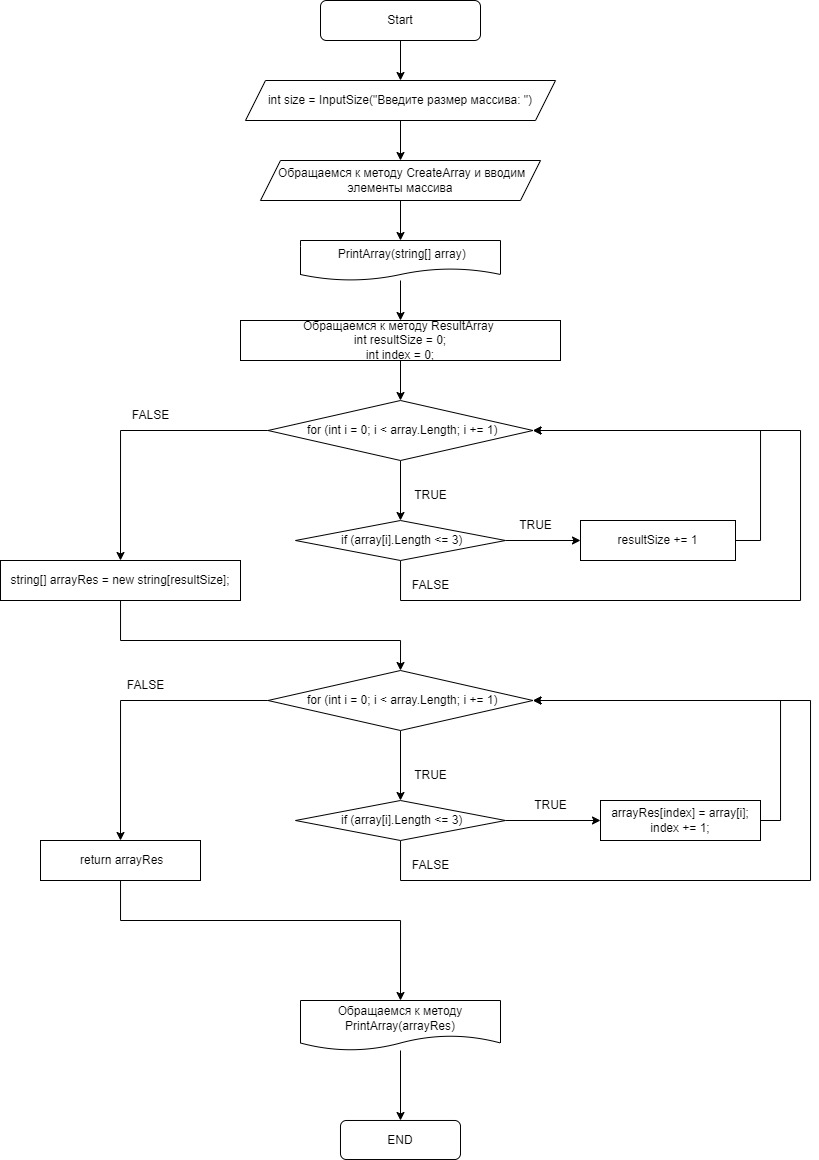 Start
int size = InputSize("Введите размер массива: ")
Обращаемся к методу CreateArray и вводим
элементы массива
PrintArray(string[] array)
Обращаемся к методу ResultArray
int resultSize = 0;
int index = 0;
FALSE
for (int i = 0; i < array.Length; i += 1)
TRUE
if (array[i].Length <= 3)
TRUE
resultSize += 1
FALSE
string[] arrayRes = new string[resultSize];
FALSE
for (int i = 0; i < array.Length; i += 1)
TRUE
if (array[i].Length <= 3)
TRUE
arrayRes[index] = array[i];
index += 1;
FALSE
return arrayRes
Обращаемся к методу
PrintArray(arrayRes)
END